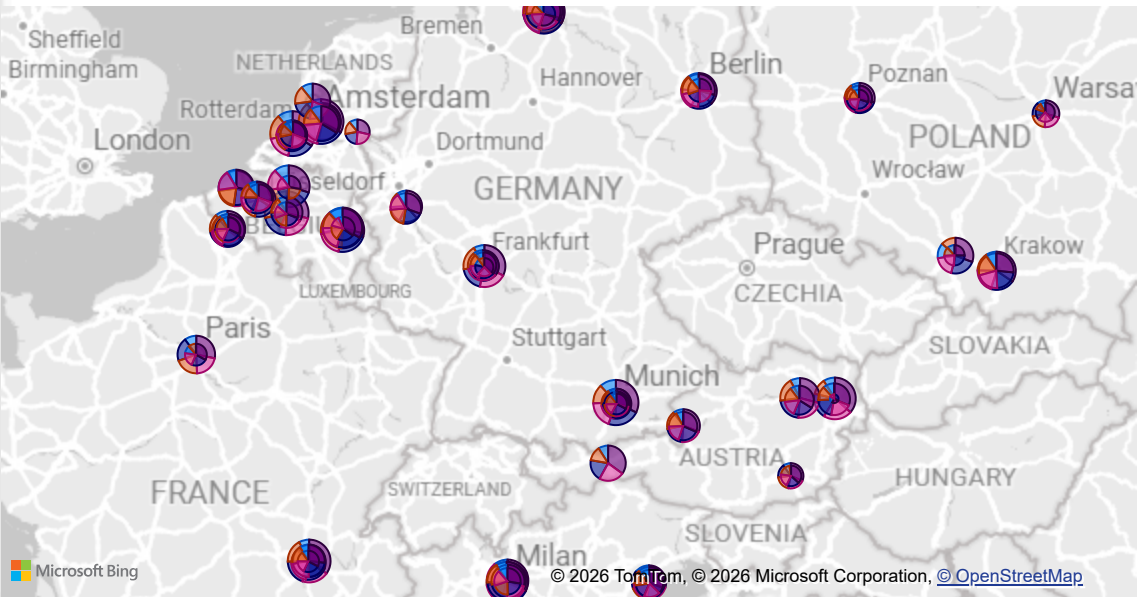 Bremen
Sheffield
NETHERLANDS
Berlin
Birmingham
Hannover
Poznan
Amsterdam
Warsa
Rotterdam
London
Dortmund
POLAND
Wrocław
sseldorf
GERMANY
BE
Frankfurt
Prague
Krakow
LUXEMBOURG
CZECHIA
Paris
Stuttgart
SLOVAKIA
Munich
AUSTRIA
HUNGARY
FRANCE
SWITZERLAND
SLOVENIA
Milan
Microsoft Bing
© 2026 TomTom, © 2026 Microsoft Corporation, © OpenStreetMap